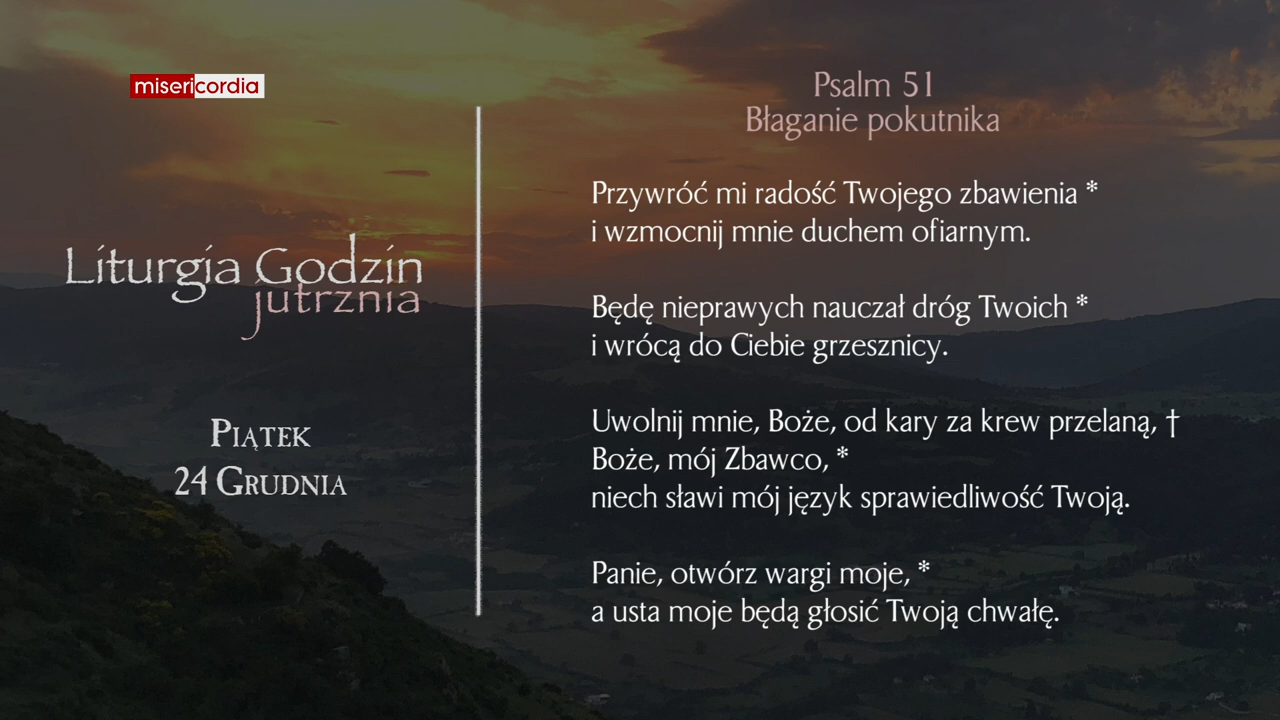 misericordia
Liturgia Godzin
jutrznia
Piątek
24 Grudnia
Psalm 51
Błaganie pokutnika
Przywróć mi radość Twojego zbawienia *
i wzmocnij mnie duchem ofiarnym.
Będę nieprawych nauczał dróg Twoich *
i wrócą do Ciebie grzesznicy.
Uwolnij mnie, Boże, od kary za krew przelaną, †
Boże, mój Zbawco, *
niech sławi mój język sprawiedliwość Twoją.
Panie, otwórz wargi moje, *
a usta moje będą głosić Twoją chwałę.